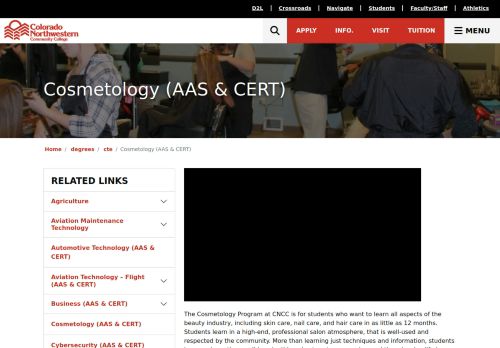 D2L | Crossroads | Navigate | Students | Faculty/Staff | Athletics
Colorado
Northwestern
Community College
APPLY INFO. VISIT TUITION MENU
Cosmetology (AAS & CERT)
Home / degrees / cte / Cosmetology (AAS & CERT)
RELATED LINKS
Agriculture
Aviation Maintenance
Technology
Automotive Technology (AAS &
CERT)
Aviation Technology – Flight
(AAS & CERT)
Business (AAS & CERT)
Cosmetology (AAS & CERT)
Cybersecurity (AAS & CERT)
The Cosmetology Program at CNCC is for students who want to learn all aspects of the
beauty industry, including skin care, nail care, and hair care in as little as 12 months.
Students learn in a high-end, professional salon atmosphere, that is well-used and
respected by the community. More than learning just techniques and information, students